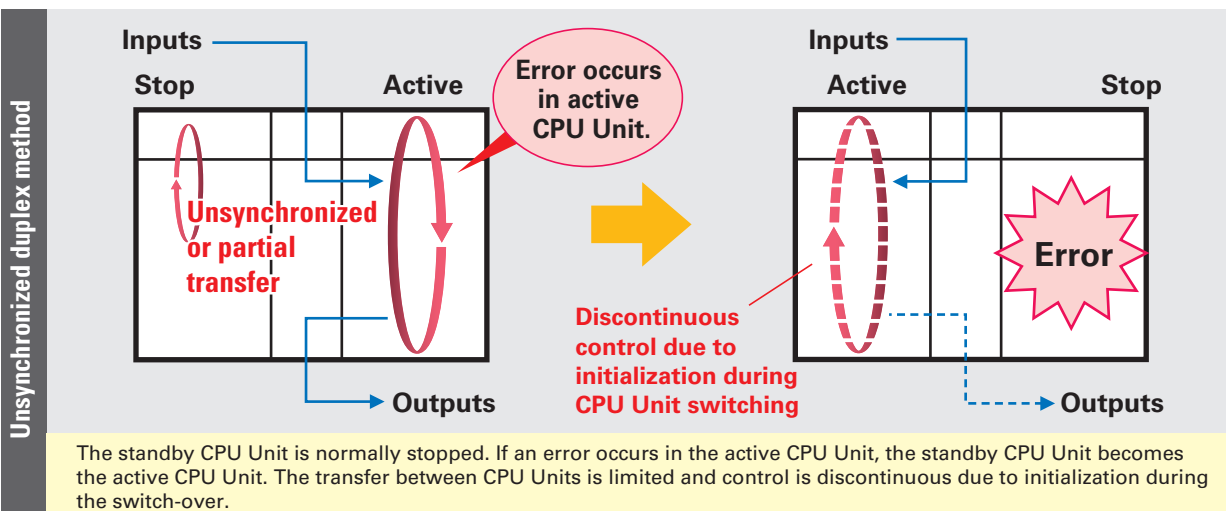 Unsynchronized duplex method
Inputs
Stop
Active
Error occurs
in active
CPU Unit.
Unsynchronized
or partial
transfer
Outputs
Inputs
Active
Stop
Error
Discontinuous
control due to
initialization during
CPU Unit switching
Outputs
The standby CPU Unit is normally stopped. If an error occurs in the active CPU Unit, the standby CPU Unit becomes
the active CPU Unit. The transfer between CPU Units is limited and control is discontinuous due to initialization during
the switch-over.